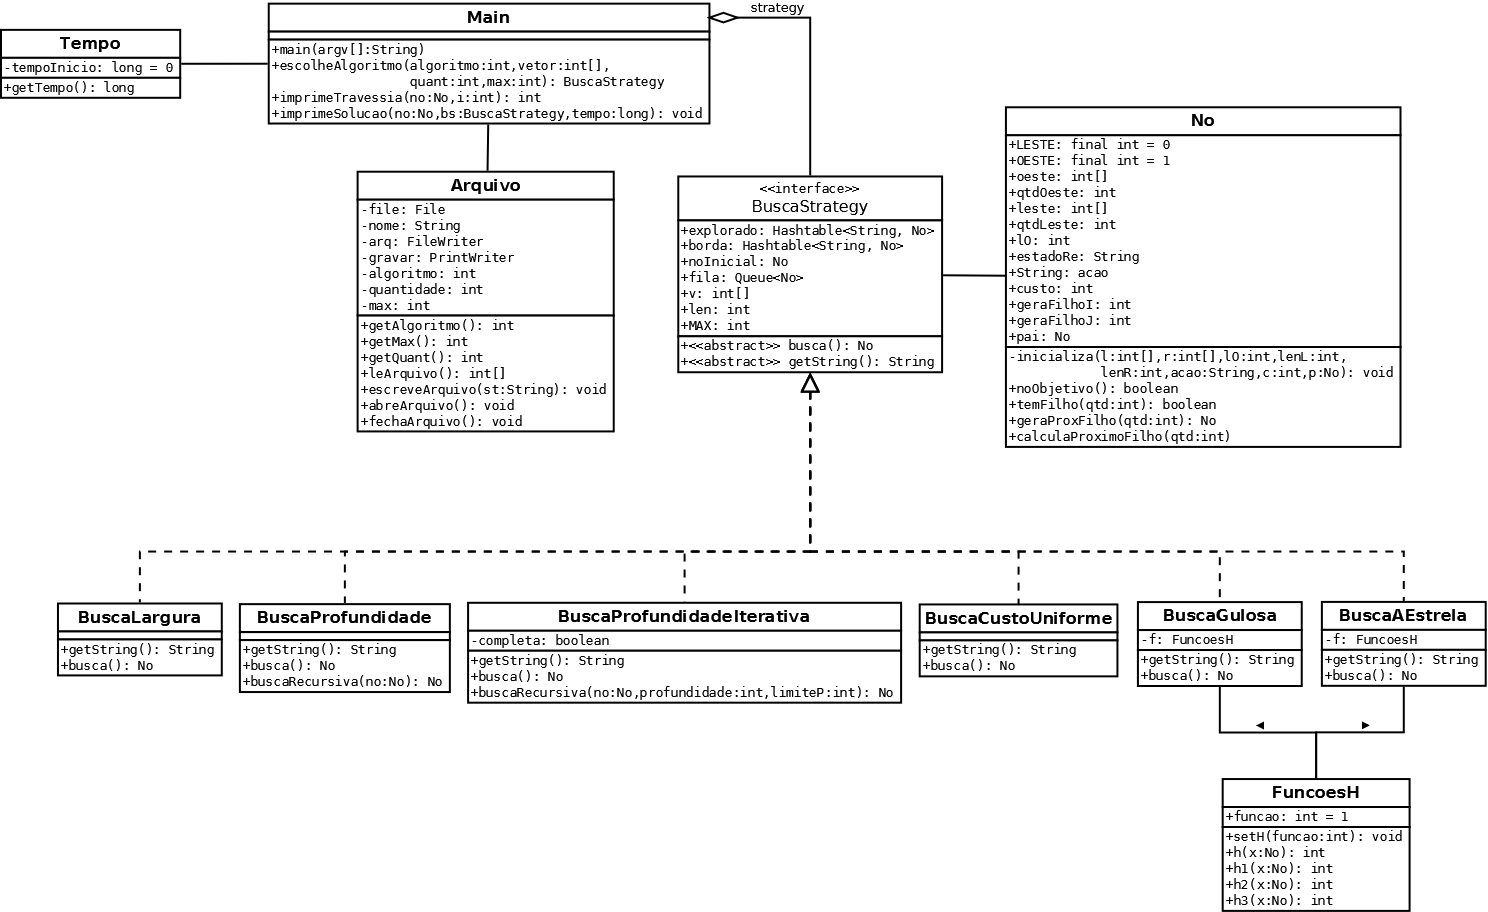 strategy
Main
+main(argv[]:String)
+escolheAlgoritmo(algoritmo:int,vetor:int[],
quant:int,max:int): BuscaStrategy
+imprimeTravessia(no:No,i:int): int
+imprimeSolucao(no:No,bs:BuscaStrategy,tempo:long): void
Tempo
-tempoInicio: long = 0
+getTempo(): long
Arquivo
-file: File
-nome: String
-arq: FileWriter
-gravar: PrintWriter
-algoritmo: int
-quantidade: int
-max: int
+getAlgoritmo(): int
+getMax(): int
+getQuant(): int
+leArquivo(): int[]
+escreveArquivo(st:String): void
+abreArquivo(): void
+fechaArquivo(): void
<<interface>>
BuscaStrategy
+explorado: Hashtable<String, No>
+borda: Hashtable<String, No>
+noInicial: No
+fila: Queue<No>
+v: int[]
+len: int
+MAX: int
+<<abstract>> busca(): No
+<<abstract>> getString(): String
No
+LESTE: final int = 0
+OESTE: final int = 1
+oeste: int[]
+qtdOeste: int
+leste: int[]
+qtdLeste: int
+lO: int
+estadoRe: String
+String: acao
+custo: int
+geraFilhoI: int
+geraFilhoJ: int
+pai: No
-inicializa(l:int[],r:int[],lO:int,lenL:int,
lenR:int,acao:String,c:int,p:No): void
+noObjetivo(): boolean
+temFilho(qtd:int): boolean
+geraProxFilho(qtd:int): No
+calculaProximoFilho(qtd:int)
BuscaLargura
+getString(): String
+busca(): No
BuscaProfundidade
+getString(): String
+busca(): No
+buscaRecursiva(no:No): No
BuscaProfundidadeIterativa
-completa: boolean
+getString(): String
+busca(): No
+buscaRecursiva(no:No,profundidade:int,limiteP:int): No
BuscaCustoUniforme
+getString(): String
+busca(): No
BuscaGulosa
-f: FuncoesH
+getString(): String
+busca(): No
BuscaAEstrela
-f: FuncoesH
+getString(): String
+busca(): No
FuncoesH
+funcao: int = 1
+setH(funcao:int): void
+h(x:No): int
+h1(x:No): int
+h2(x:No): int
+h3(x:No): int